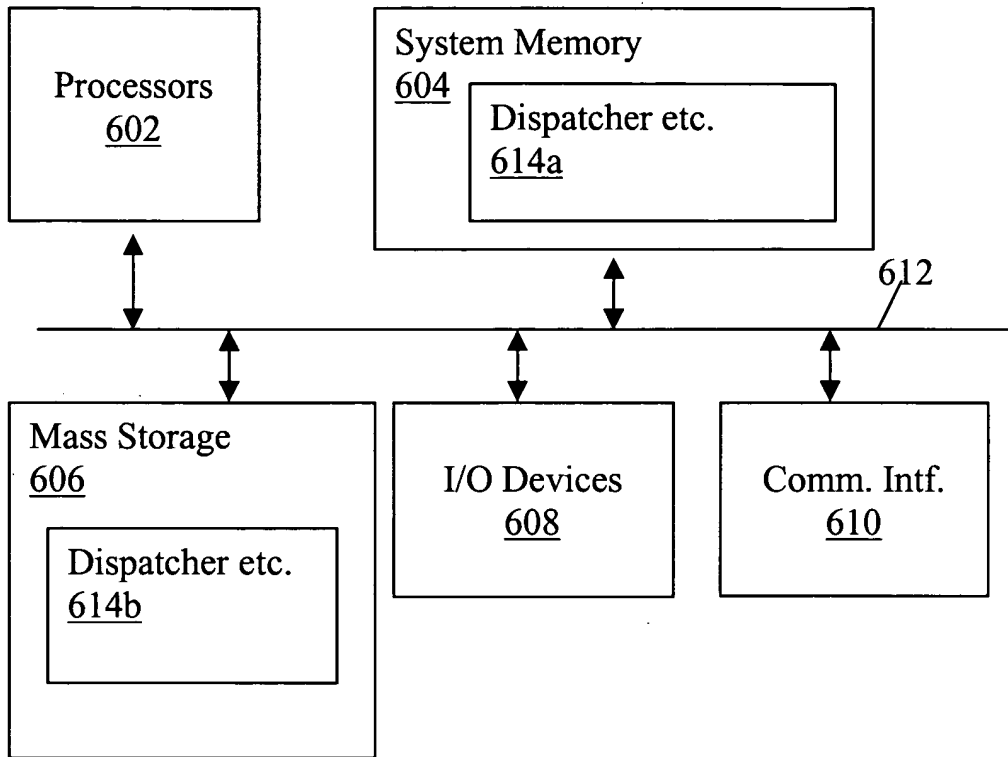 Processors
602
System Memory
604
Dispatcher etc.
614a
612
Mass Storage
606
Dispatcher etc.
614b
I/O Devices
608
Comm. Intf.
610